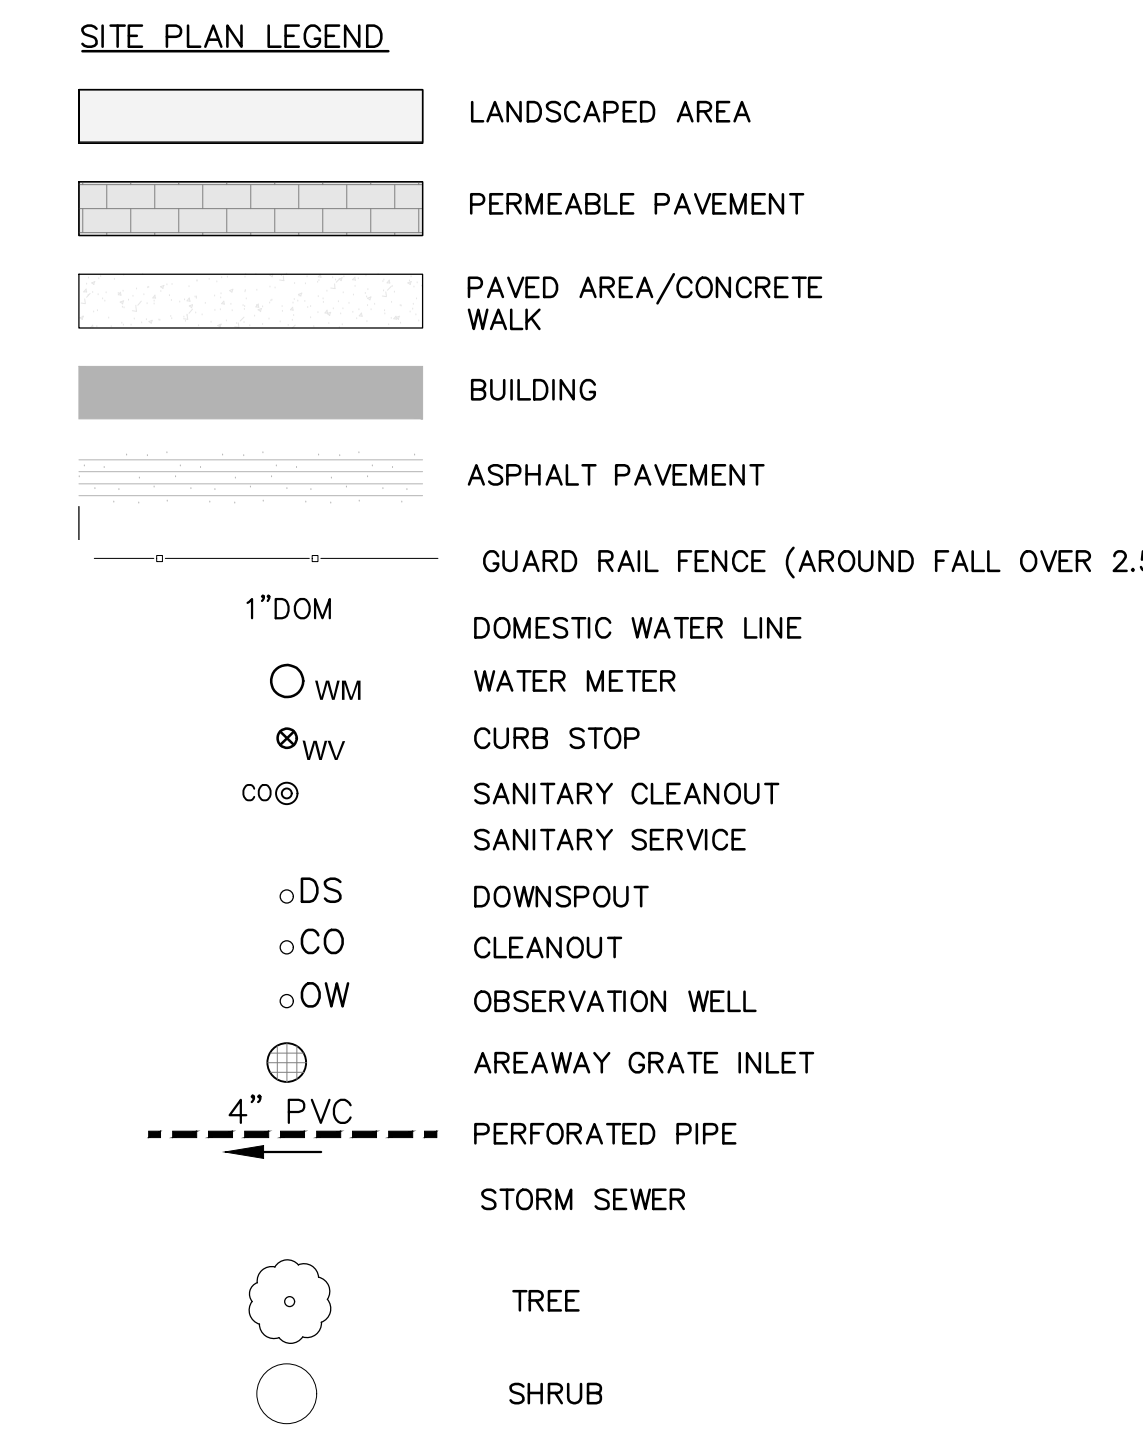 SITE PLAN LEGEND
LANDSCAPED AREA
PERMEABLE PAVEMENT
PAVED AREA/CONCRETE
WALK
BUILDING
ASPHALT PAVEMENT
GUARD RAIL FENCE (AROUND FALL OVER 2.5
1"DOM
DOMESTIC WATER LINE
WM
WATER METER
WV
CURB STOP
CO
SANITARY CLEANOUT
SANITARY SERVICE
DS
DOWNSPOUT
CO
CLEANOUT
OW
OBSERVATION WELL
AREAWAY GRATE INLET
4" PVC
PERFORATED PIPE
STORM SEWER
TREE
SHRUB